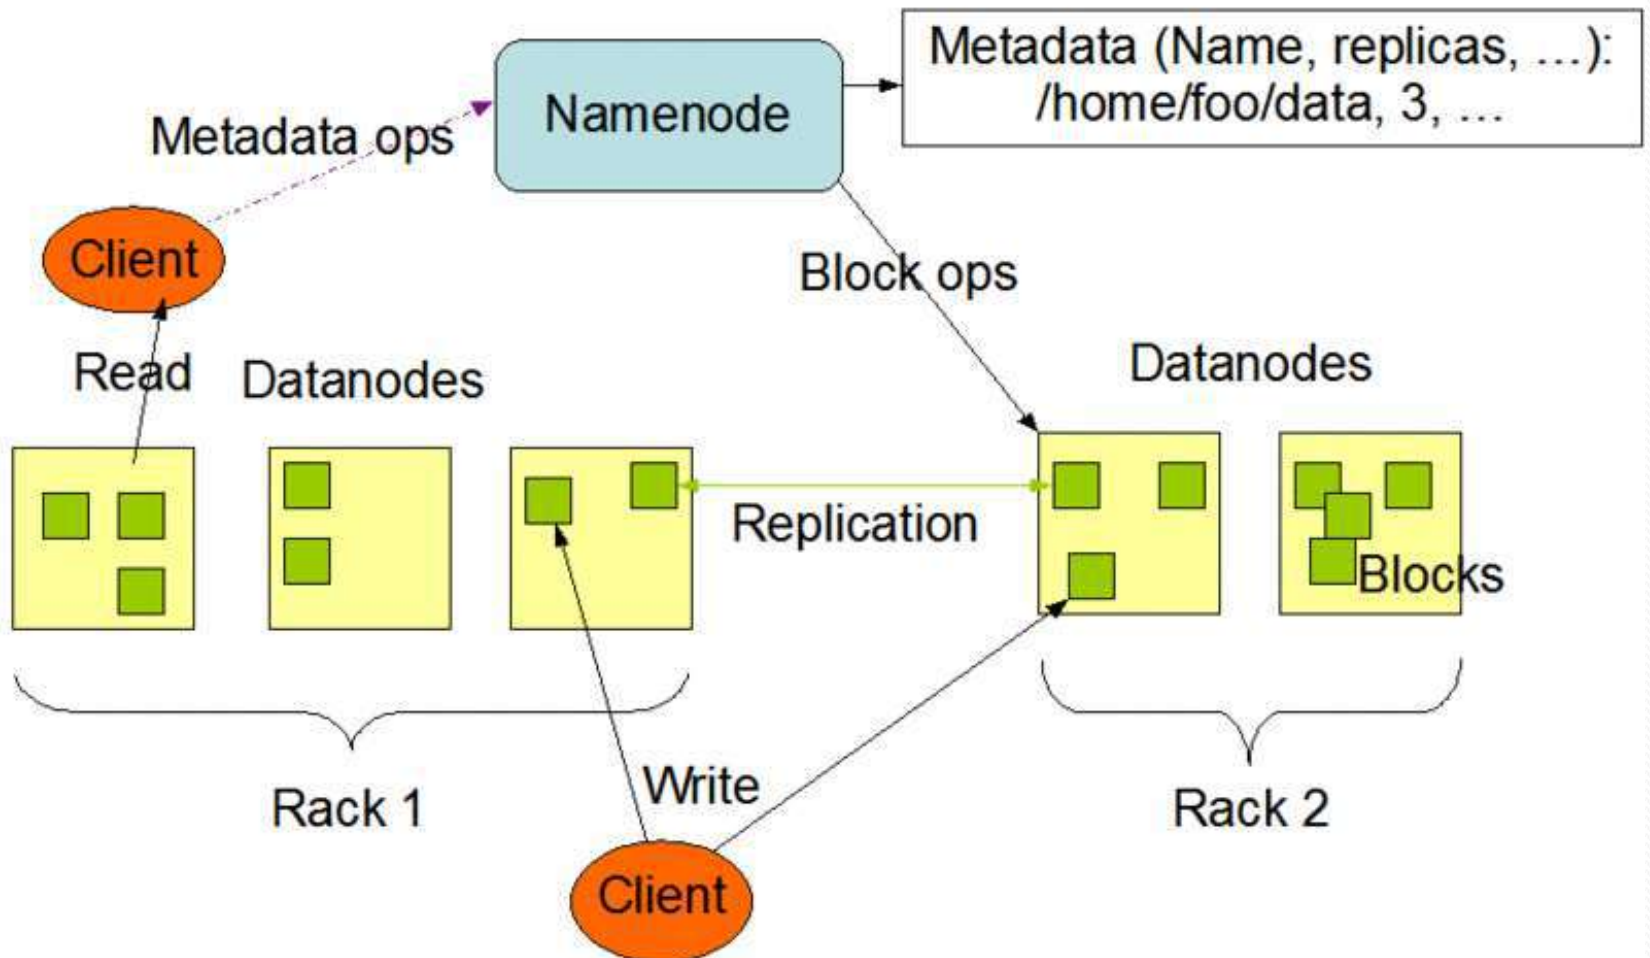 Metadata (Name, replicas, …):
/home/foo/data, 3, …
Namenode
Metadata ops
Client
Block ops
Read
Datanodes
Datanodes
Replication
Blocks
Rack 1
Write
Rack 2
Client